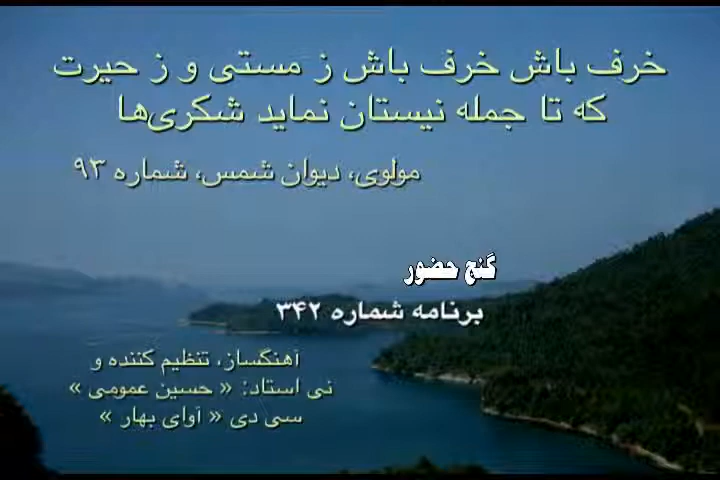 خرف باش خرف باش ز مستی و ز حیرت
که تا جمله نیستان نماید شکری‌ها
مولوی، دیوان شمس، شماره ۹۳
گنج حضور
برنامه شماره ۳۴۲
آهنگساز، تنظیم کننده و
نی استاد: « حسین عمومی »
سی دی « آوای بهار »